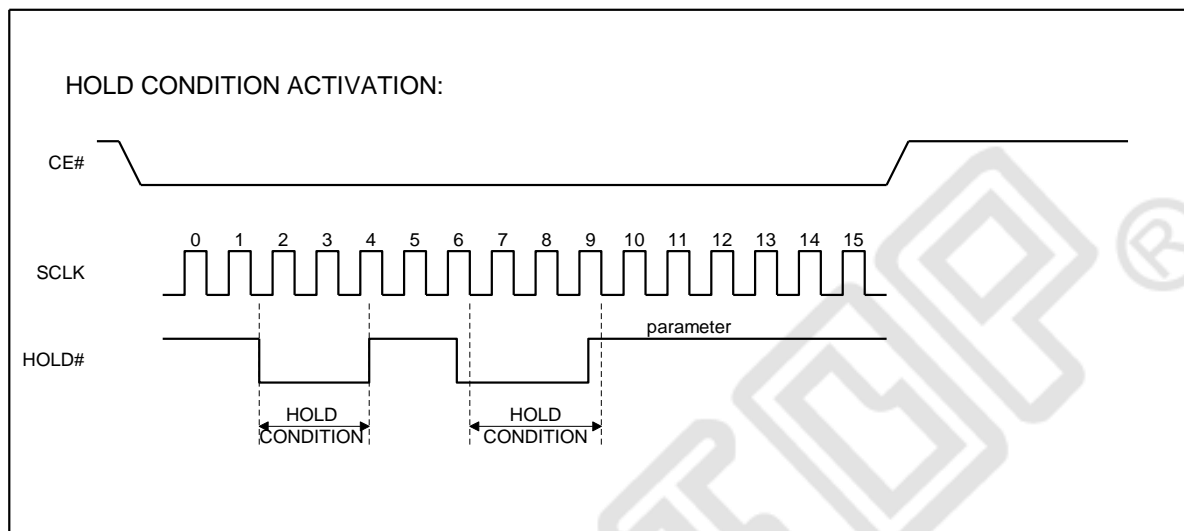 HOLD CONDITION ACTIVATION:
CE#
0 1 2 3 4 5 6 7 8 9 10 11 12 13 14 15
SCLK
parameter
HOLD#
HOLD CONDITION
HOLD CONDITION
®